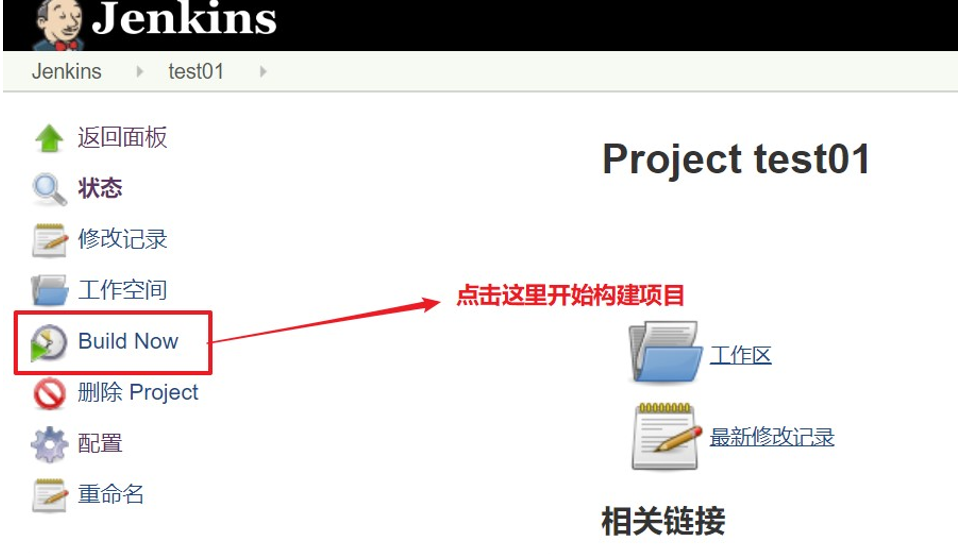 Jenkins
Jenkins
test01
返回面板
状态
修改记录
工作空间
Build Now
删除 Project
配置
重命名
Project test01
点击这里开始构建项目
工作区
最新修改记录
相关链接